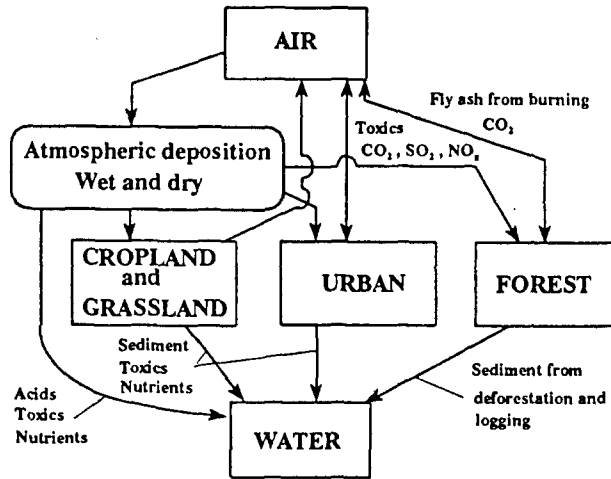 AIR
Fly ash from burning
CO₂
Toxics
CO₂, SO₂, NOₓ
Atmospheric deposition
Wet and dry
CROPLAND
and
GRASSLAND
URBAN
FOREST
Sediment
Toxics
Nutrients
Acids
Toxics
Nutrients
Sediment from
deforestation and
logging
WATER